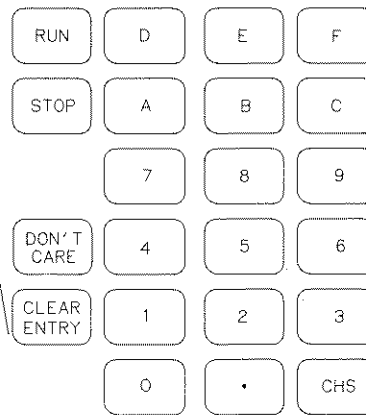 RUN D E F
STOP A B C
7 8 9
DON'T
CARE
4 5 6
CLEAR
ENTRY
1 2 3
0 . CHS